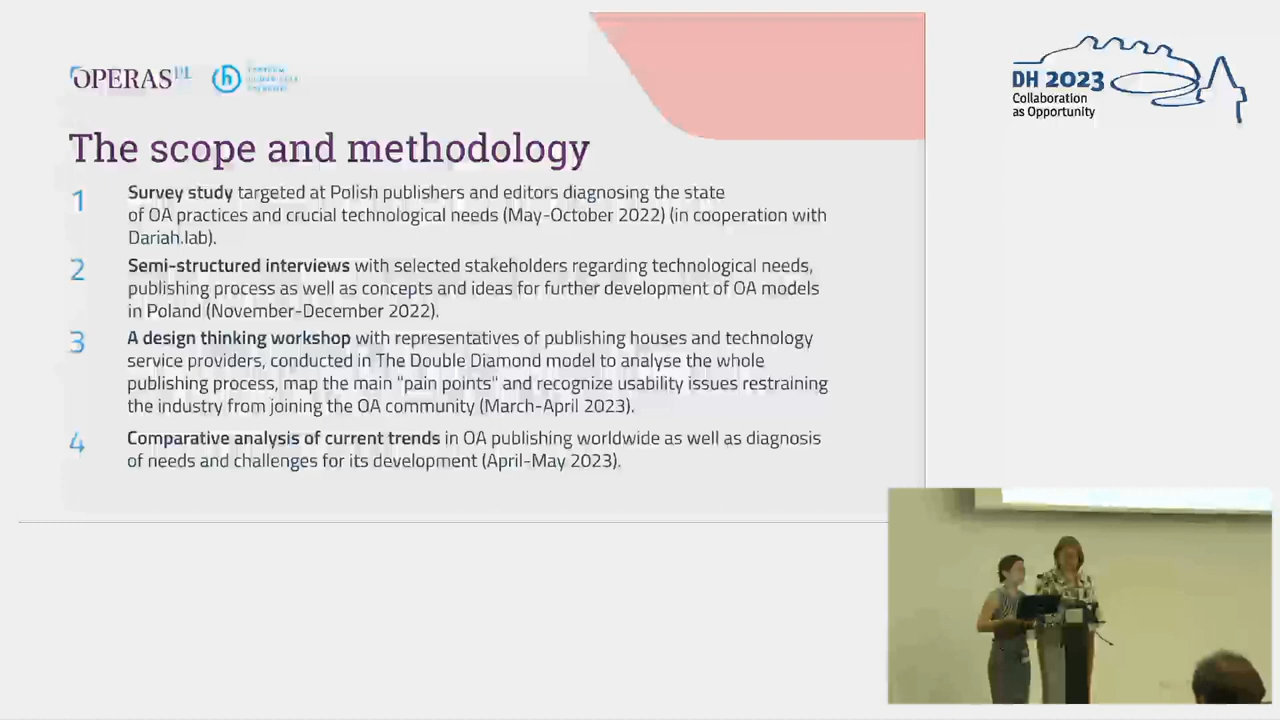 OPERAS PL
DH 2023
Collaboration
as Opportunity
The scope and methodology
1
Survey study targeted at Polish publishers and editors diagnosing the state
of OA practices and crucial technological needs (May-October 2022) (in cooperation with
Dariah.lab).
2
Semi-structured interviews with selected stakeholders regarding technological needs,
publishing process as well as concepts and ideas for further development of OA models
in Poland (November-December 2022).
3
A design thinking workshop with representatives of publishing houses and technology
service providers, conducted in The Double Diamond model to analyse the whole
publishing process, map the main "pain points" and recognize usability issues restraining
the industry from joining the OA community (March-April 2023).
4
Comparative analysis of current trends in OA publishing worldwide as well as diagnosis
of needs and challenges for its development (April-May 2023).